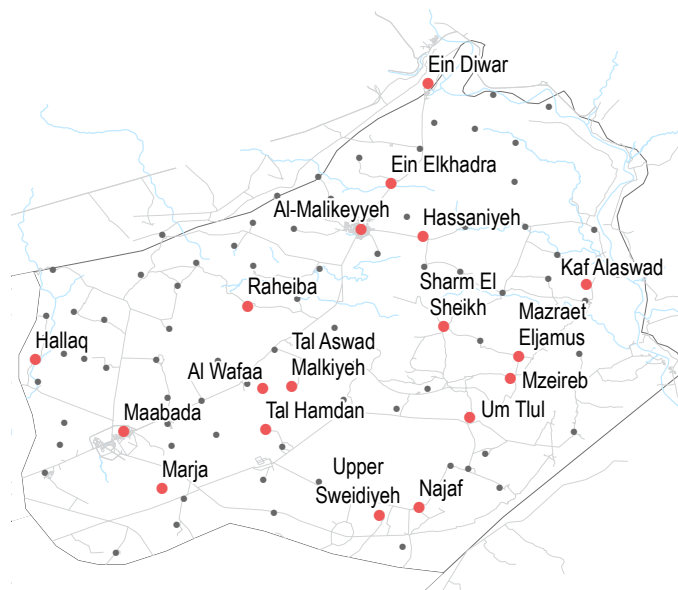 Ein Diwar
Ein Elkhadra
Al-Malikeyyeh
Hassaniyeh
Kaf Alaswad
Raheiba
Sharm El
Sheikh
Mazraet
Eljamus
Hallaq
Tal Aswad
Malkiyeh
Al Wafaa
Mzeireb
Maabada
Tal Hamdan
Um Tlul
Marja
Upper
Sweidiyeh
Najaf